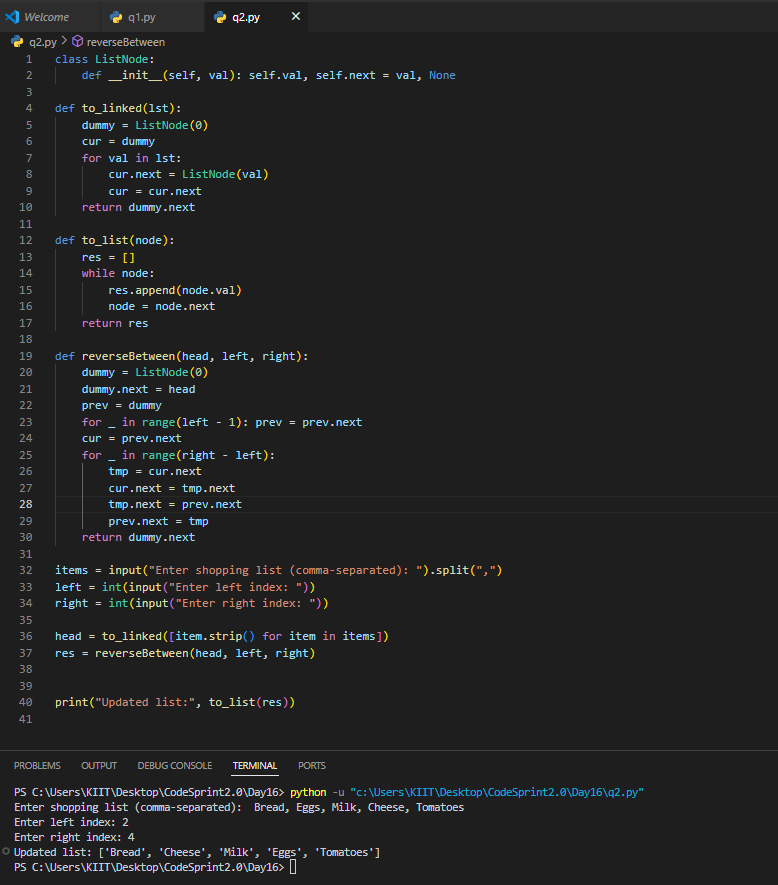 Welcome
q1.py
q2.py ×
q2.py > reverseBetween
1 class ListNode:
2     def __init__(self, val): self.val, self.next = val, None
3
4 def to_linked(lst):
5     dummy = ListNode(0)
6     cur = dummy
7     for val in lst:
8         cur.next = ListNode(val)
9         cur = cur.next
10     return dummy.next
11
12 def to_list(node):
13     res = []
14     while node:
15         res.append(node.val)
16         node = node.next
17     return res
18
19 def reverseBetween(head, left, right):
20     dummy = ListNode(0)
21     dummy.next = head
22     prev = dummy
23     for _ in range(left - 1): prev = prev.next
24     cur = prev.next
25     for _ in range(right - left):
26         tmp = cur.next
27         cur.next = tmp.next
28         tmp.next = prev.next
29         prev.next = tmp
30     return dummy.next
31
32 items = input("Enter shopping list (comma-separated): ").split(",")
33 left = int(input("Enter left index: "))
34 right = int(input("Enter right index: "))
35
36 head = to_linked([item.strip() for item in items])
37 res = reverseBetween(head, left, right)
38
39
40 print("Updated list:", to_list(res))
41
PROBLEMS OUTPUT DEBUG CONSOLE TERMINAL PORTS
PS C:\Users\KIIT\Desktop\CodeSprint2.0\Day16> python -u "c:\Users\KIIT\Desktop\CodeSprint2.0\Day16\q2.py"
Enter shopping list (comma-separated):  Bread, Eggs, Milk, Cheese, Tomatoes
Enter left index: 2
Enter right index: 4
Updated list: ['Bread', 'Cheese', 'Milk', 'Eggs', 'Tomatoes']
PS C:\Users\KIIT\Desktop\CodeSprint2.0\Day16>